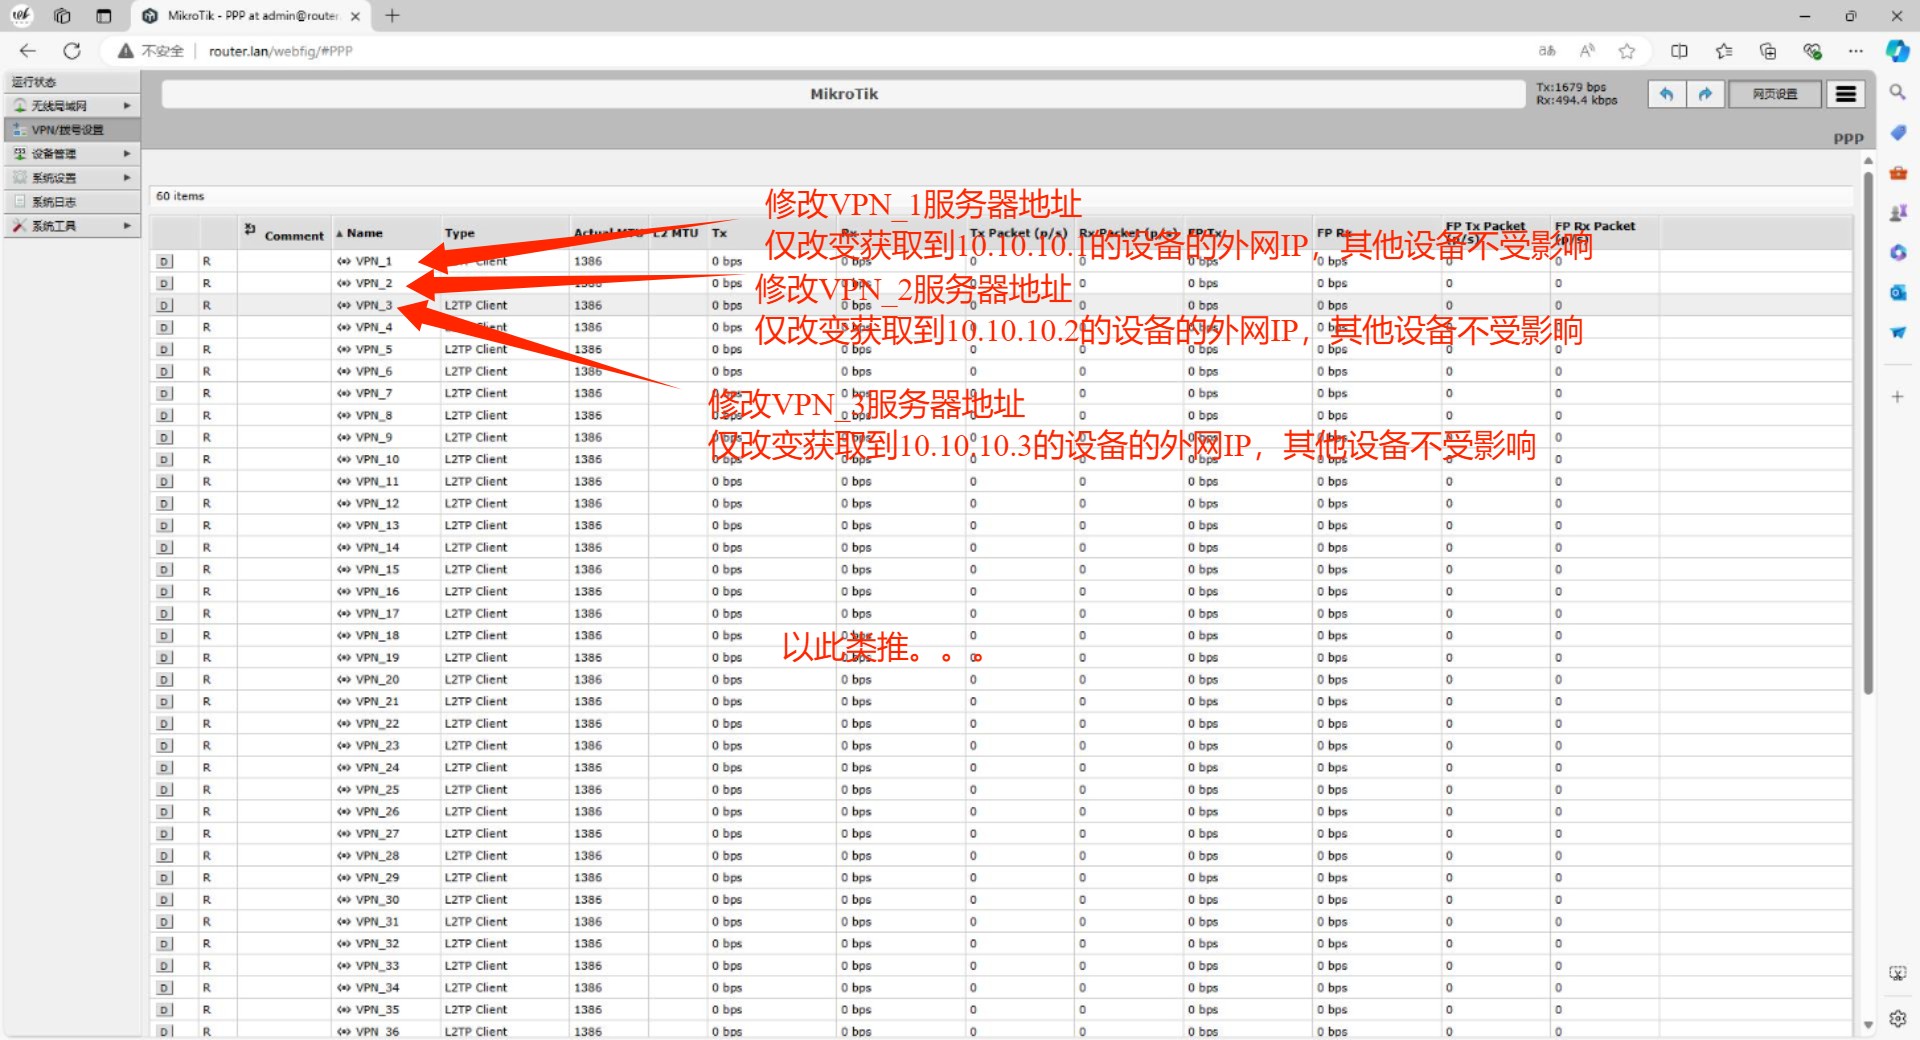 MikroTik - PPP at admin@router.
不安全
router.lan/webfig/#PPP
运行状态
无线局域网
VPN/拨号设置
设备管理
系统设置
系统日志
系统工具
MikroTik
Tx:1679 bps
Rx:494.4 kbps
网页设置
PPP
60 items
Comment Name Type Actual MTU L2 MTU Tx Rx Tx Packet (p/s) Rx Packet (p/s) FP Tx FP Rx FP Tx Packet (p/s) FP Rx Packet (p/s)
修改VPN_1服务器地址
仅改变获取到10.10.10.1的设备的外网IP，其他设备不受影响
修改VPN_2服务器地址
仅改变获取到10.10.10.2的设备的外网IP，其他设备不受影响
修改VPN_3服务器地址
仅改变获取到10.10.10.3的设备的外网IP，其他设备不受影响
以此类推。。。
D R VPN_1 Client 1386 0 bps 0 bps 0 0 0 bps 0 bps 0 0
D R VPN_2 1386 0 bps 0 bps 0 0 0 bps 0 bps 0 0
D R VPN_3 L2TP Client 1386 0 bps 0 bps 0 0 0 bps 0 bps 0 0
D R VPN_4 Client 1386 0 bps 0 bps 0 0 0 bps 0 bps 0 0
D R VPN_5 L2TP Client 1386 0 bps 0 bps 0 0 0 bps 0 bps 0 0
D R VPN_6 L2TP Client 1386 0 bps 0 bps 0 0 0 bps 0 bps 0 0
D R VPN_7 L2TP Client 1386 0 bps 0 bps 0 0 0 bps 0 bps 0 0
D R VPN_8 L2TP Client 1386 0 bps 0 bps 0 0 0 bps 0 bps 0 0
D R VPN_9 L2TP Client 1386 0 bps 0 bps 0 0 0 bps 0 bps 0 0
D R VPN_10 L2TP Client 1386 0 bps 0 bps 0 0 0 bps 0 bps 0 0
D R VPN_11 L2TP Client 1386 0 bps 0 bps 0 0 0 bps 0 bps 0 0
D R VPN_12 L2TP Client 1386 0 bps 0 bps 0 0 0 bps 0 bps 0 0
D R VPN_13 L2TP Client 1386 0 bps 0 bps 0 0 0 bps 0 bps 0 0
D R VPN_14 L2TP Client 1386 0 bps 0 bps 0 0 0 bps 0 bps 0 0
D R VPN_15 L2TP Client 1386 0 bps 0 bps 0 0 0 bps 0 bps 0 0
D R VPN_16 L2TP Client 1386 0 bps 0 bps 0 0 0 bps 0 bps 0 0
D R VPN_17 L2TP Client 1386 0 bps 0 bps 0 0 0 bps 0 bps 0 0
D R VPN_18 L2TP Client 1386 0 bps 0 bps 0 0 0 bps 0 bps 0 0
D R VPN_19 L2TP Client 1386 0 bps 0 bps 0 0 0 bps 0 bps 0 0
D R VPN_20 L2TP Client 1386 0 bps 0 bps 0 0 0 bps 0 bps 0 0
D R VPN_21 L2TP Client 1386 0 bps 0 bps 0 0 0 bps 0 bps 0 0
D R VPN_22 L2TP Client 1386 0 bps 0 bps 0 0 0 bps 0 bps 0 0
D R VPN_23 L2TP Client 1386 0 bps 0 bps 0 0 0 bps 0 bps 0 0
D R VPN_24 L2TP Client 1386 0 bps 0 bps 0 0 0 bps 0 bps 0 0
D R VPN_25 L2TP Client 1386 0 bps 0 bps 0 0 0 bps 0 bps 0 0
D R VPN_26 L2TP Client 1386 0 bps 0 bps 0 0 0 bps 0 bps 0 0
D R VPN_27 L2TP Client 1386 0 bps 0 bps 0 0 0 bps 0 bps 0 0
D R VPN_28 L2TP Client 1386 0 bps 0 bps 0 0 0 bps 0 bps 0 0
D R VPN_29 L2TP Client 1386 0 bps 0 bps 0 0 0 bps 0 bps 0 0
D R VPN_30 L2TP Client 1386 0 bps 0 bps 0 0 0 bps 0 bps 0 0
D R VPN_31 L2TP Client 1386 0 bps 0 bps 0 0 0 bps 0 bps 0 0
D R VPN_32 L2TP Client 1386 0 bps 0 bps 0 0 0 bps 0 bps 0 0
D R VPN_33 L2TP Client 1386 0 bps 0 bps 0 0 0 bps 0 bps 0 0
D R VPN_34 L2TP Client 1386 0 bps 0 bps 0 0 0 bps 0 bps 0 0
D R VPN_35 L2TP Client 1386 0 bps 0 bps 0 0 0 bps 0 bps 0 0
D R VPN_36 L2TP Client 1386 0 bps 0 bps 0 0 0 bps 0 bps 0 0